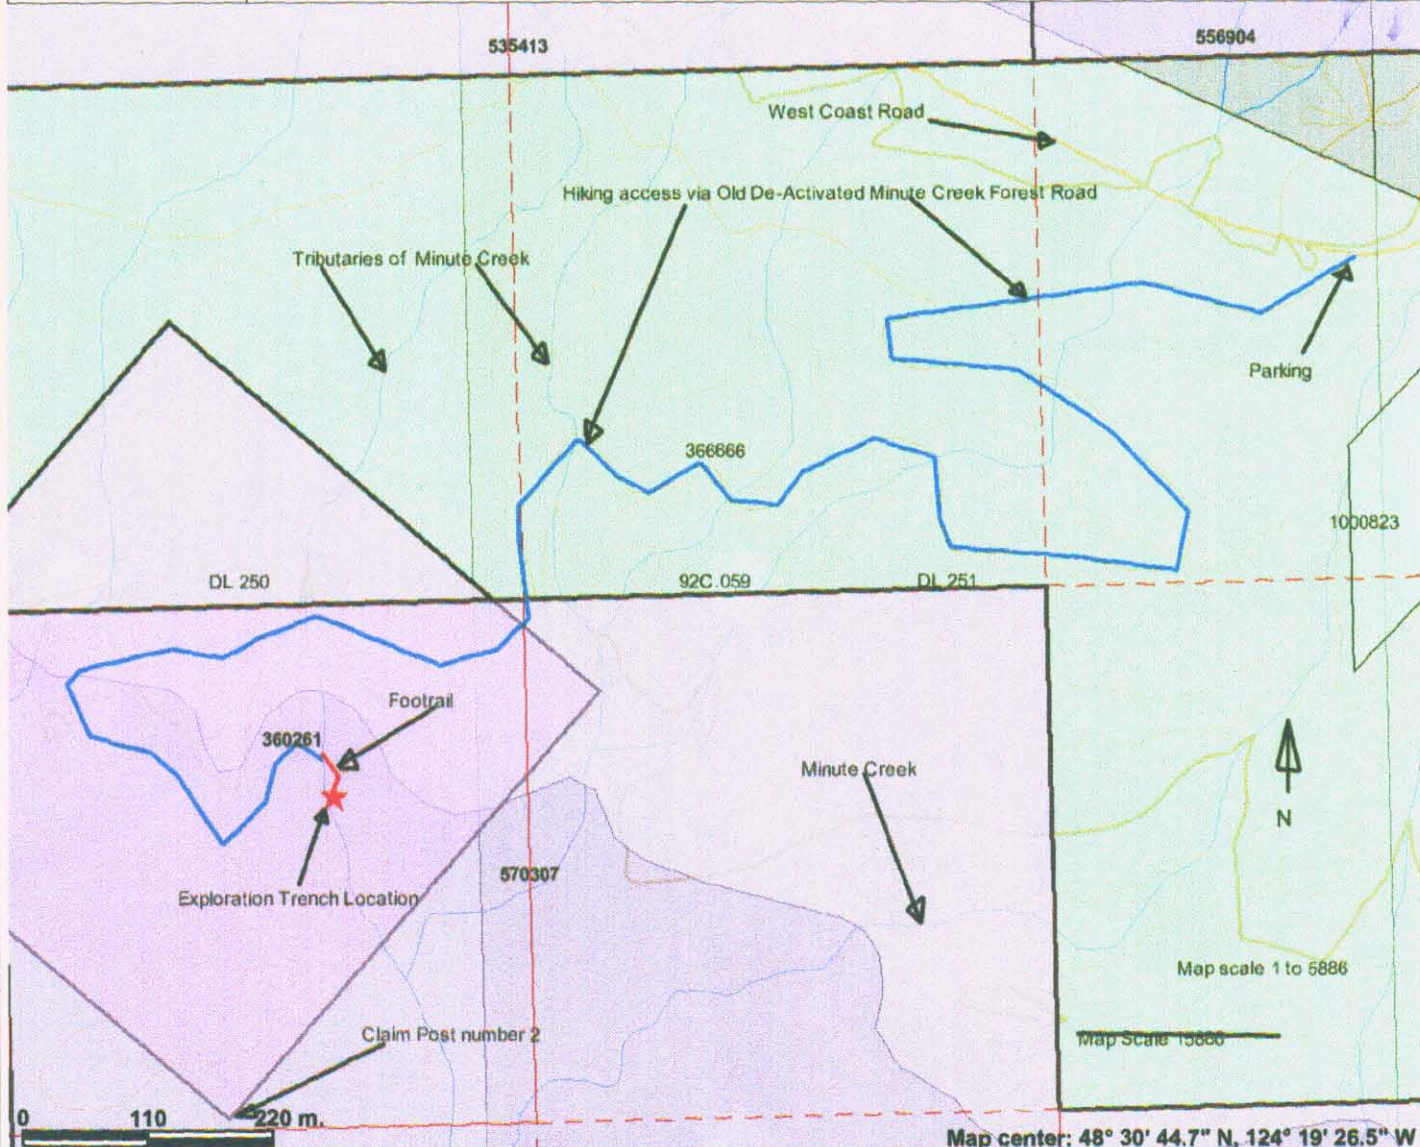 535413
556904
West Coast Road
Hiking access via Old De-Activated Minute Creek Forest Road
Tributaries of Minute Creek
Parking
366666
1000823
DL 250
92C.059
DL 251
Footrail
360261
Minute Creek
N
570307
Exploration Trench Location
Map scale 1 to 5886
Claim Post number 2
Map Scale 15886
0 110 220 m.
Map center: 48° 30' 44.7" N, 124° 19' 26.5" W